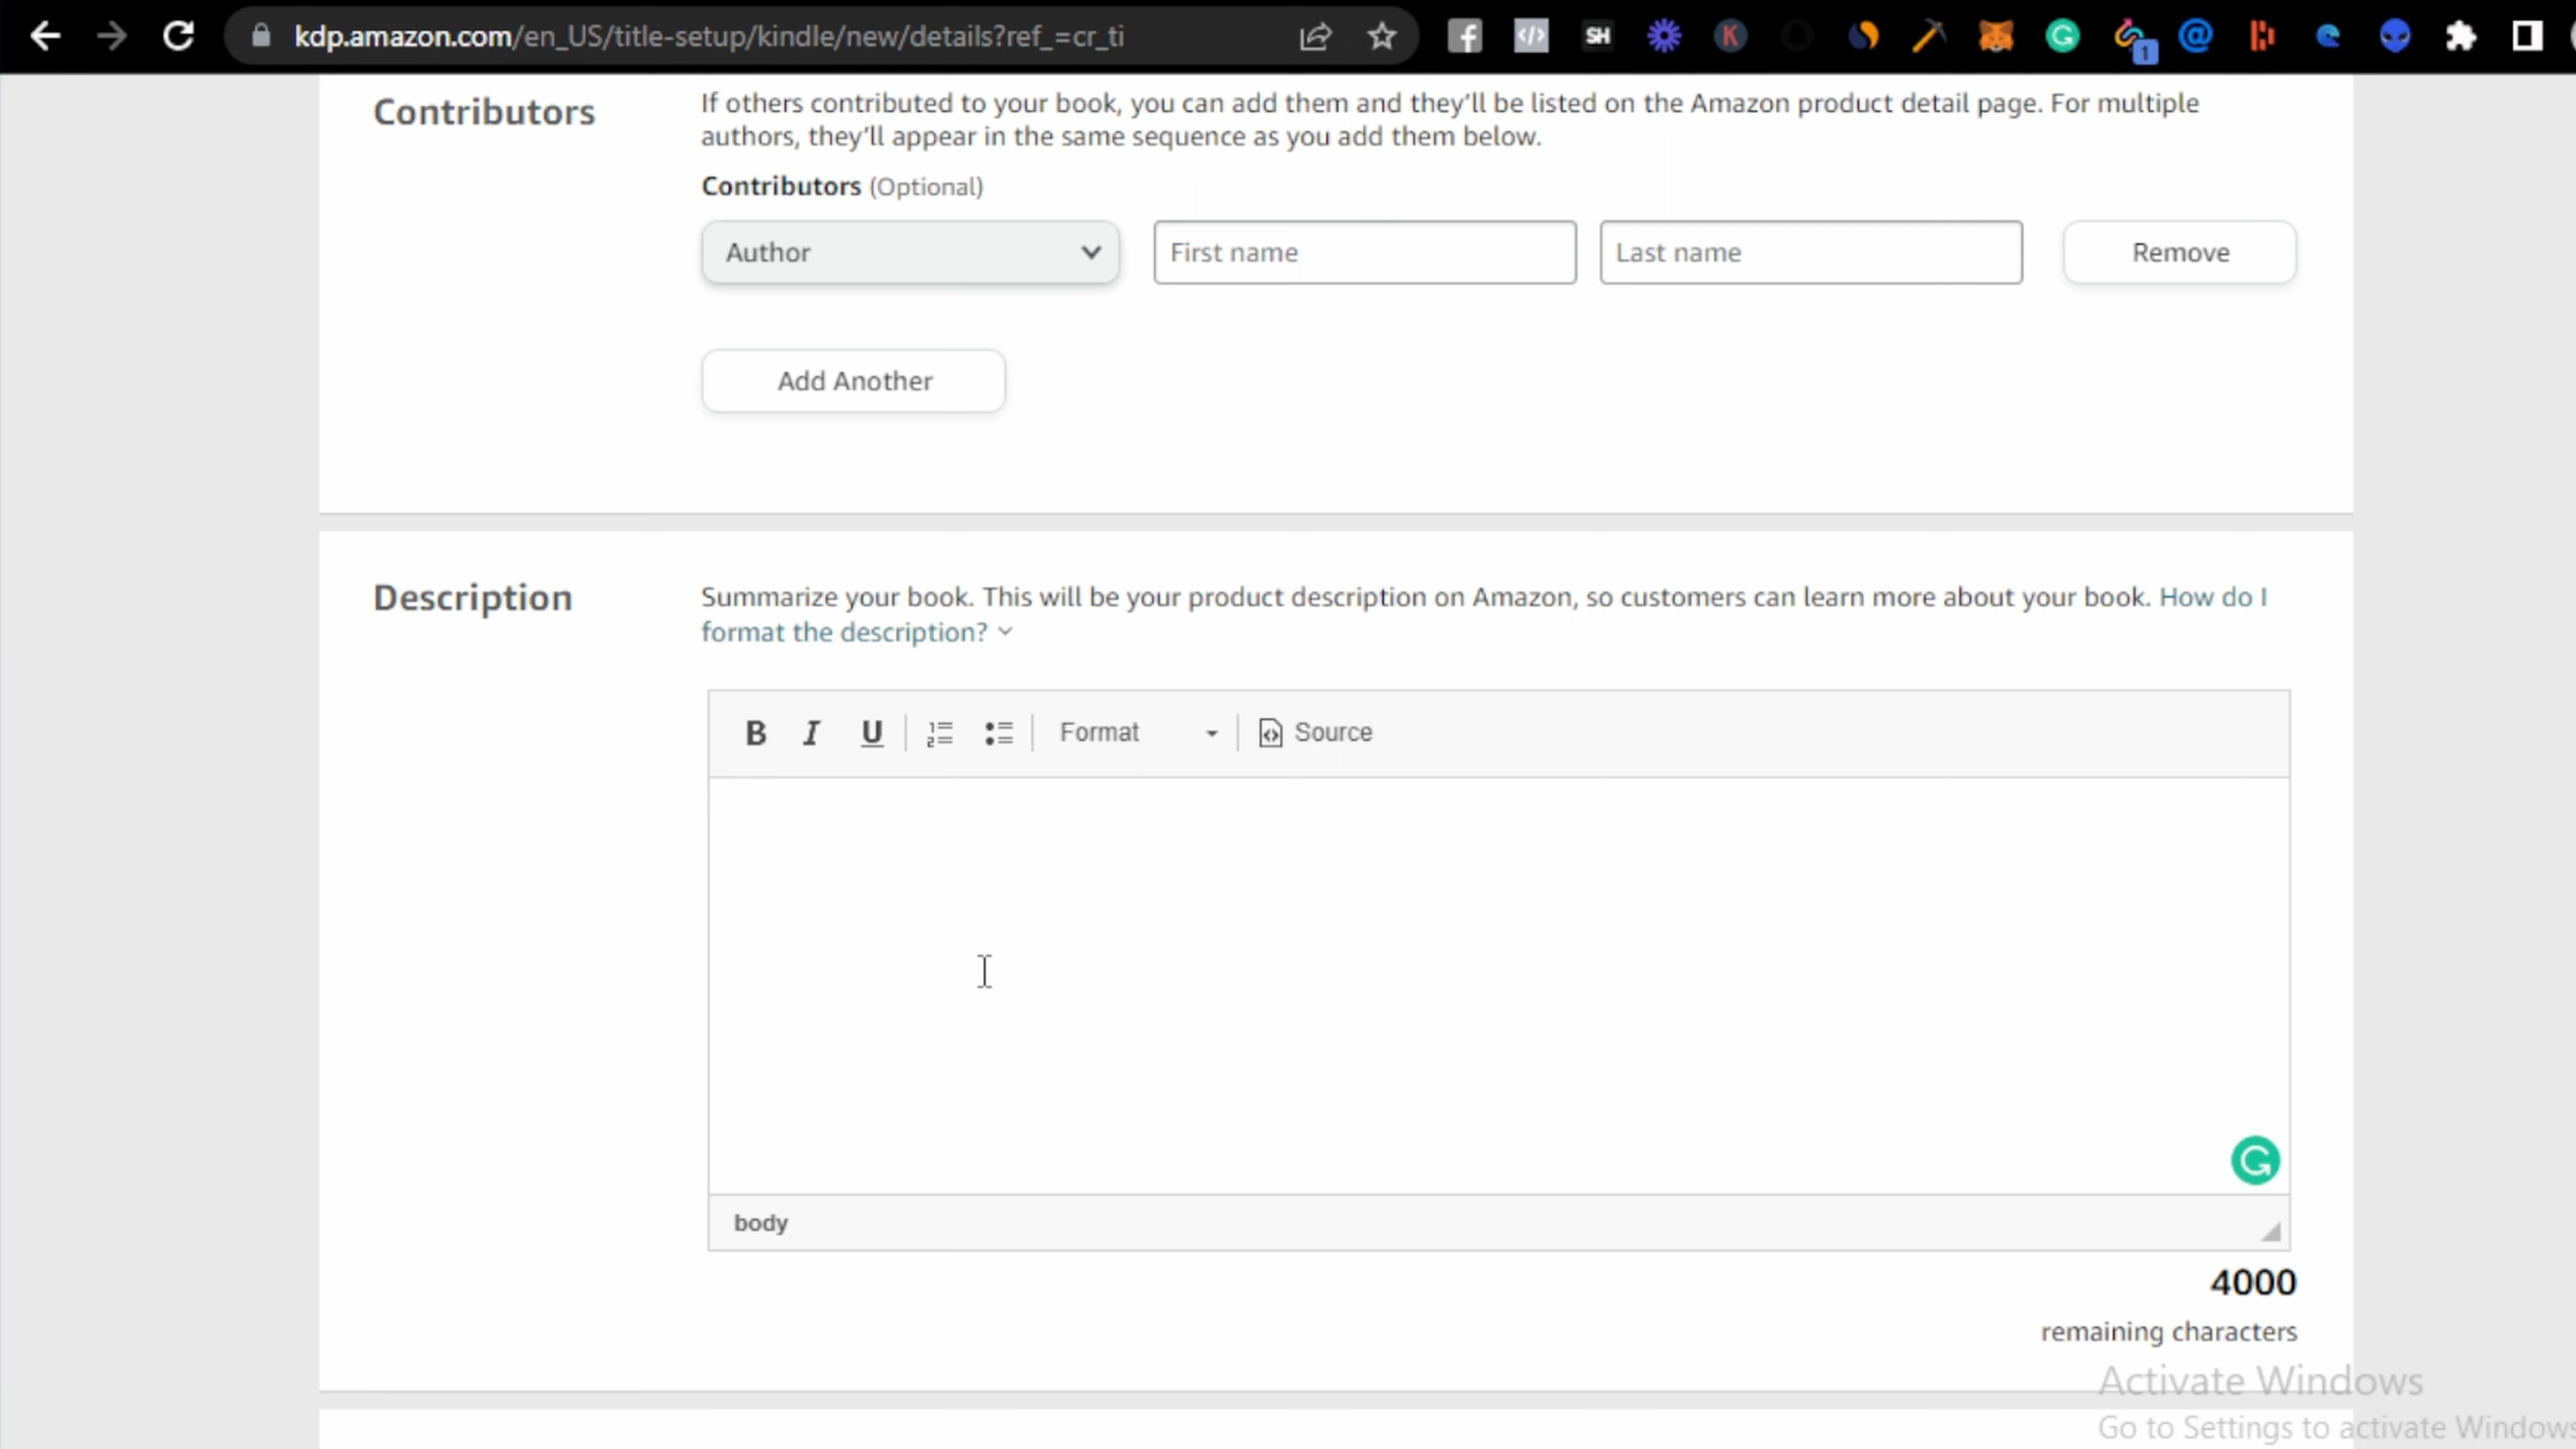 kdp.amazon.com/en_US/title-setup/kindle/new/details?ref_=cr_ti
SH
K
1
Contributors
If others contributed to your book, you can add them and they'll be listed on the Amazon product detail page. For multiple
authors, they'll appear in the same sequence as you add them below.
Contributors (Optional)
Author
First name
Last name
Remove
Add Another
Description
Summarize your book. This will be your product description on Amazon, so customers can learn more about your book. How do I
format the description?
B I U
Format
Source
body
4000
remaining characters
Activate Windows
Go to Settings to activate Windows